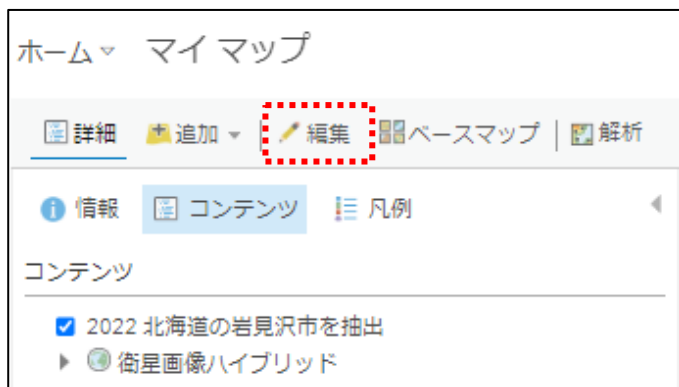 ホーム マイ マップ
詳細 追加 編集 ベースマップ 解析
情報 コンテンツ 凡例
コンテンツ
2022 北海道の岩見沢市を抽出
衛星画像ハイブリッド